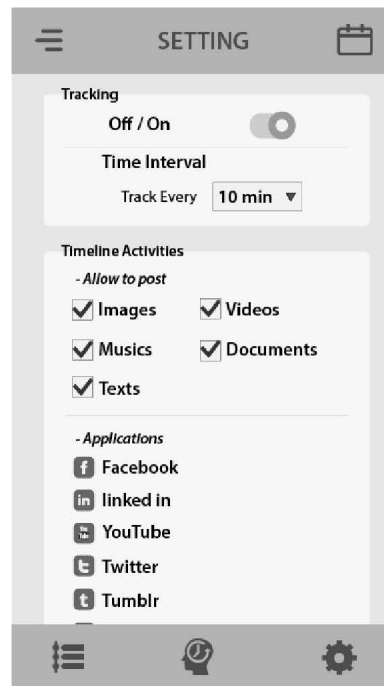 SETTING
Tracking
Off / On
Time Interval
Track Every 10 min
Timeline Activities
- Allow to post
Images Videos
Musics Documents
Texts
- Applications
Facebook
linked in
YouTube
Twitter
Tumblr